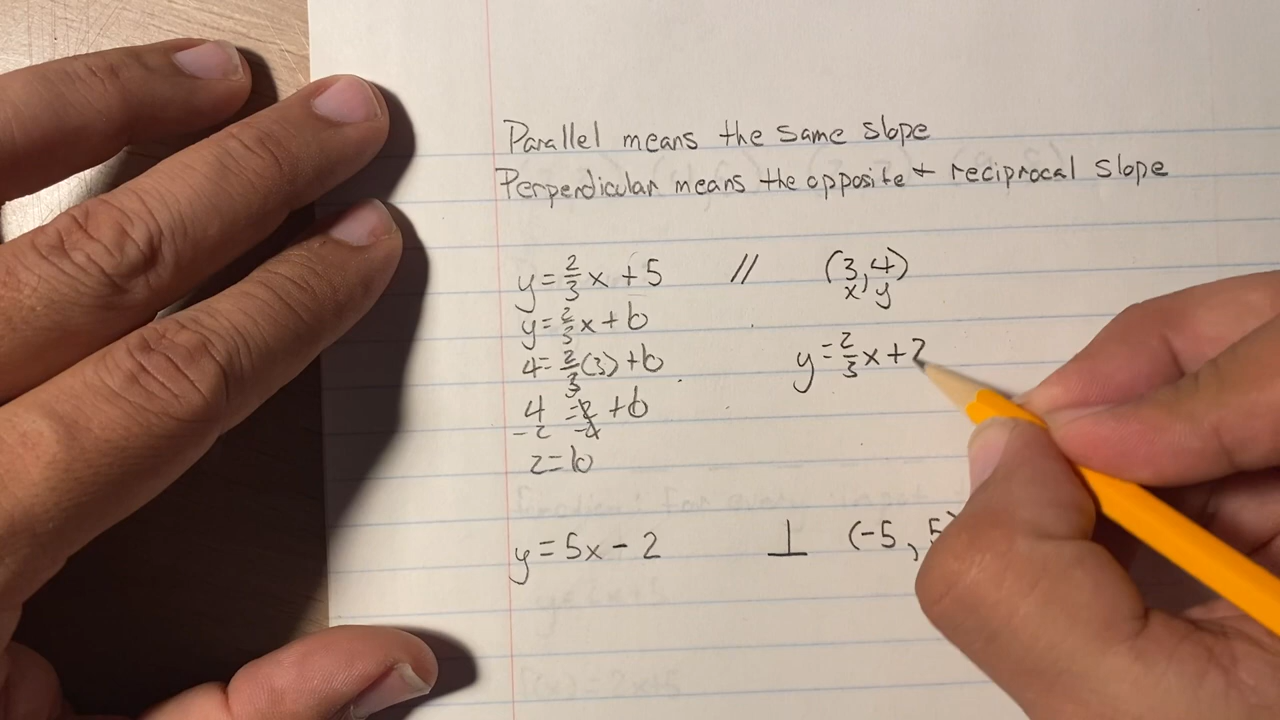 Parallel means the same slope
Perpendicular means the opposite + reciprocal slope
y = 2/3 x + 5 // (3,4)
x y
y = 2/3 x + b
4 = 2/3 (3) + b
y = 2/3 x + 2
4 = 2 + b
-2 -2
2 = b
y = 5x - 2 ⊥ (-5, 5)